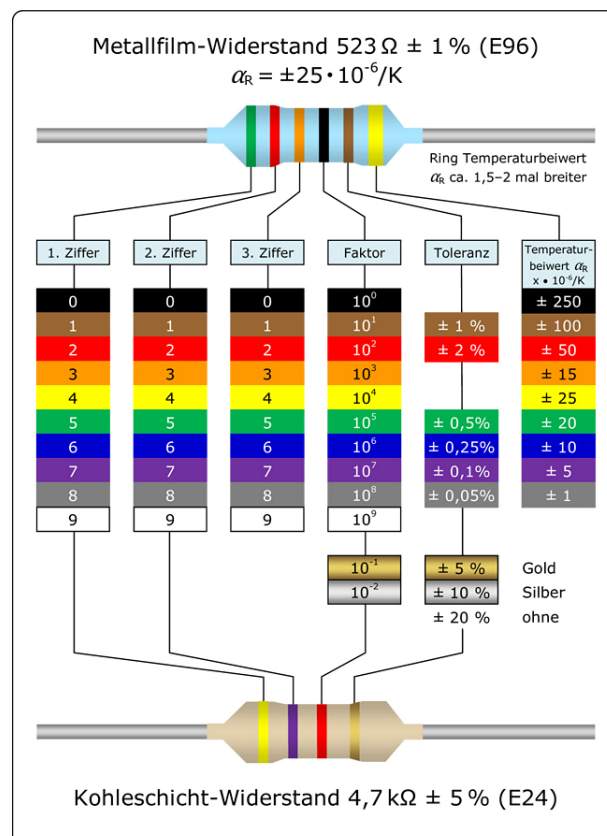 Metallfilm-Widerstand 523 Ω ± 1 % (E96)
αR = ±25 • 10⁻⁶/K
Ring Temperaturbeiwert
αR ca. 1,5–2 mal breiter
1. Ziffer 2. Ziffer 3. Ziffer Faktor Toleranz Temperatur-
beiwert αR
x • 10⁻⁶/K
0 0 0 10⁰ ± 250
1 1 1 10¹ ± 1 % ± 100
2 2 2 10² ± 2 % ± 50
3 3 3 10³ ± 15
4 4 4 10⁴ ± 25
5 5 5 10⁵ ± 0,5% ± 20
6 6 6 10⁶ ± 0,25% ± 10
7 7 7 10⁷ ± 0,1% ± 5
8 8 8 10⁸ ± 0,05% ± 1
9 9 9 10⁹
10⁻¹ ± 5 % Gold
10⁻² ± 10 % Silber
± 20 % ohne
Kohleschicht-Widerstand 4,7 kΩ ± 5 % (E24)